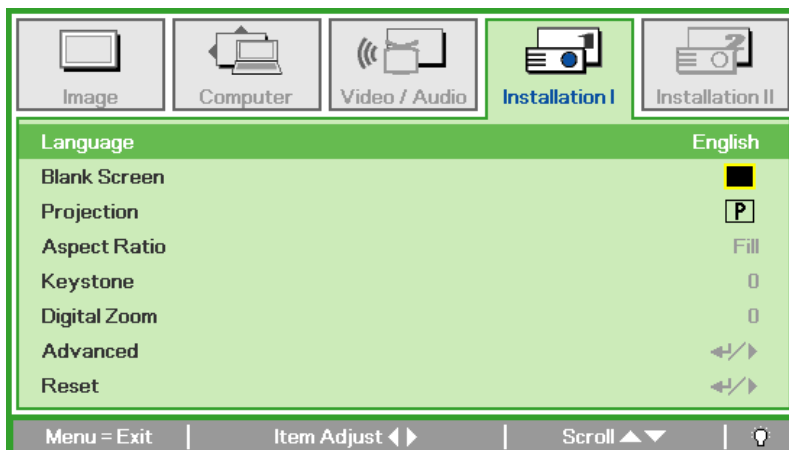 Image Computer Video / Audio Installation I Installation II
Language English
Blank Screen
Projection P
Aspect Ratio Fill
Keystone 0
Digital Zoom 0
Advanced
Reset
Menu = Exit Item Adjust Scroll